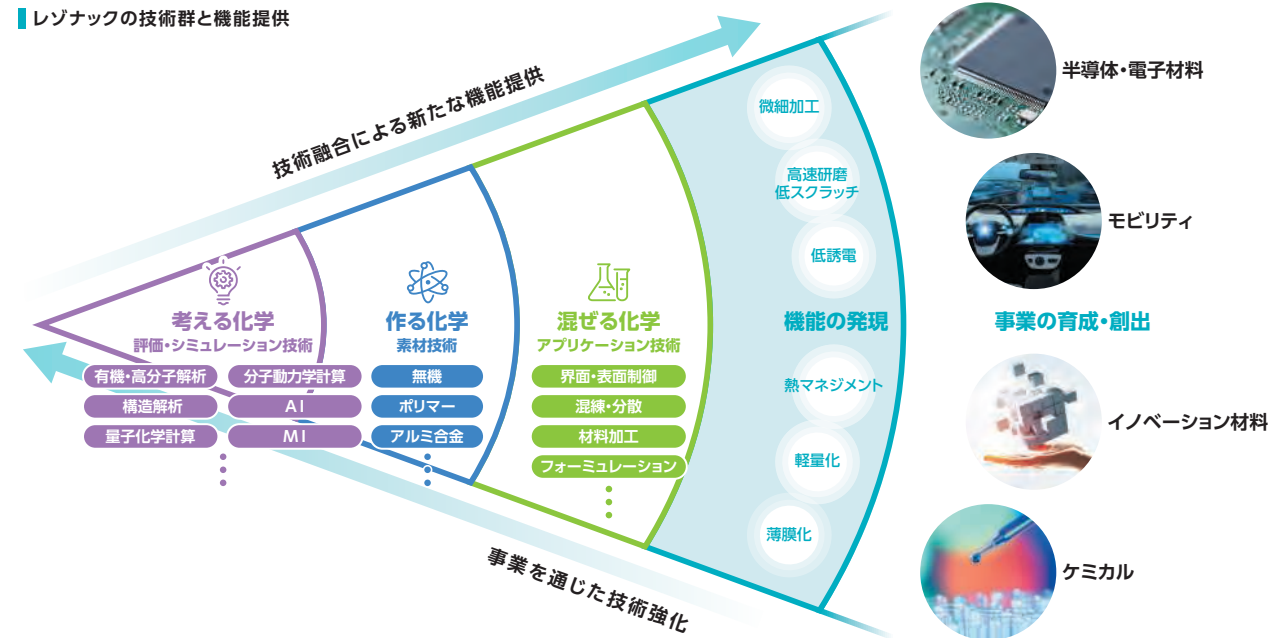 レゾナックの技術群と機能提供
技術融合による新たな機能提供
考える化学
評価・シミュレーション技術
有機・高分子解析
分子動力学計算
構造解析
AI
量子化学計算
MI
作る化学
素材技術
無機
ポリマー
アルミ合金
混ぜる化学
アプリケーション技術
界面・表面制御
混練・分散
材料加工
フォーミュレーション
微細加工
高速研磨
低スクラッチ
低誘電
機能の発現
熱マネジメント
軽量化
薄膜化
半導体・電子材料
モビリティ
事業の育成・創出
イノベーション材料
ケミカル
事業を通じた技術強化